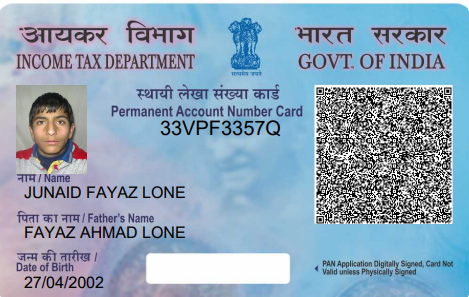 आयकर विभाग
INCOME TAX DEPARTMENT
सत्यमेव जयते
भारत सरकार
GOVT. OF INDIA
स्थायी लेखा संख्या कार्ड
Permanent Account Number Card
33VPF3357Q
नाम / Name
JUNAID FAYAZ LONE
पिता का नाम / Father's Name
FAYAZ AHMAD LONE
जन्म की तारीख /
Date of Birth
27/04/2002
PAN Application Digitally Signed, Card Not
Valid unless Physically Signed